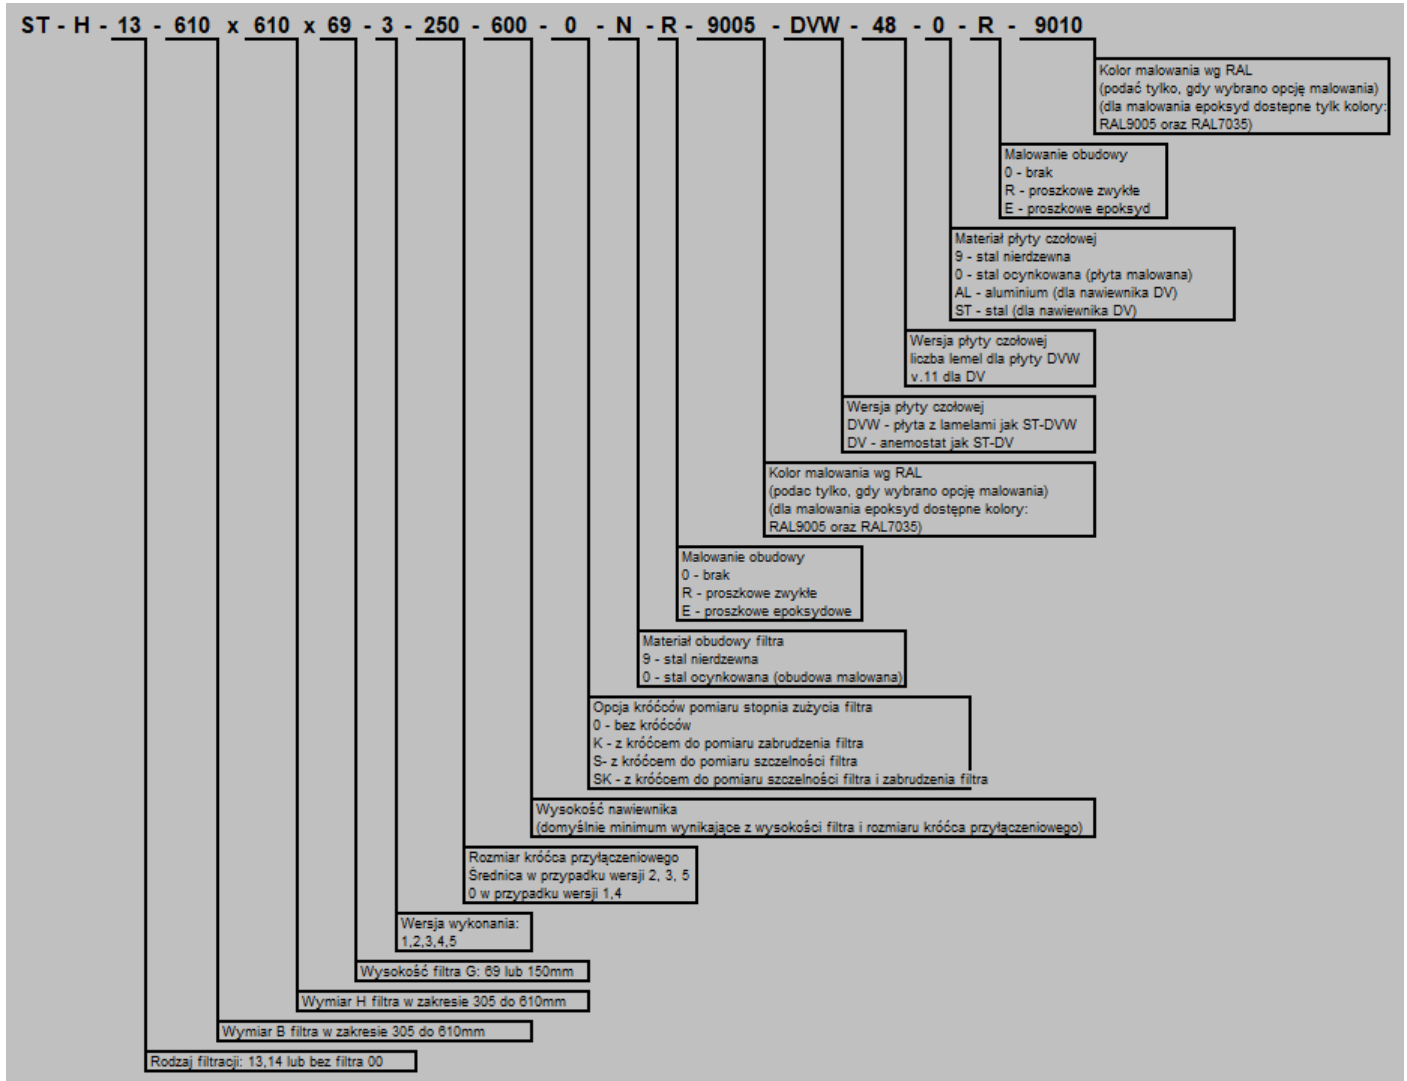 ST - H - 13 - 610 x 610 x 69 - 3 - 250 - 600 - 0 - N - R - 9005 - DVW - 48 - 0 - R - 9010
Kolor malowania wg RAL
(podać tylko, gdy wybrano opcję malowania)
(dla malowania epoksyd dostepne tylk kolory:
RAL9005 oraz RAL7035)
Malowanie obudowy
0 - brak
R - proszkowe zwykłe
E - proszkowe epoksyd
Materiał płyty czołowej
9 - stal nierdzewna
0 - stal ocynkowana (płyta malowana)
AL - aluminium (dla nawiewnika DV)
ST - stal (dla nawiewnika DV)
Wersja płyty czołowej
liczba lemel dla płyty DVW
v.11 dla DV
Wersja płyty czołowej
DVW - płyta z lamelami jak ST-DVW
DV - anemostat jak ST-DV
Kolor malowania wg RAL
(podac tylko, gdy wybrano opcję malowania)
(dla malowania epoksyd dostępne kolory:
RAL9005 oraz RAL7035)
Malowanie obudowy
0 - brak
R - proszkowe zwykłe
E - proszkowe epoksydowe
Materiał obudowy filtra
9 - stal nierdzewna
0 - stal ocynkowana (obudowa malowana)
Opcja króćców pomiaru stopnia zużycia filtra
0 - bez króćców
K - z króćcem do pomiaru zabrudzenia filtra
S- z króćcem do pomiaru szczelności filtra
SK - z króćcem do pomiaru szczelności filtra i zabrudzenia filtra
Wysokość nawiewnika
(domyślnie minimum wynikające z wysokości filtra i rozmiaru króćca przyłączeniowego)
Rozmiar króćca przyłączeniowego
Średnica w przypadku wersji 2, 3, 5
0 w przypadku wersji 1,4
Wersja wykonania:
1,2,3,4,5
Wysokość filtra G: 69 lub 150mm
Wymiar H filtra w zakresie 305 do 610mm
Wymiar B filtra w zakresie 305 do 610mm
Rodzaj filtracji: 13,14 lub bez filtra 00